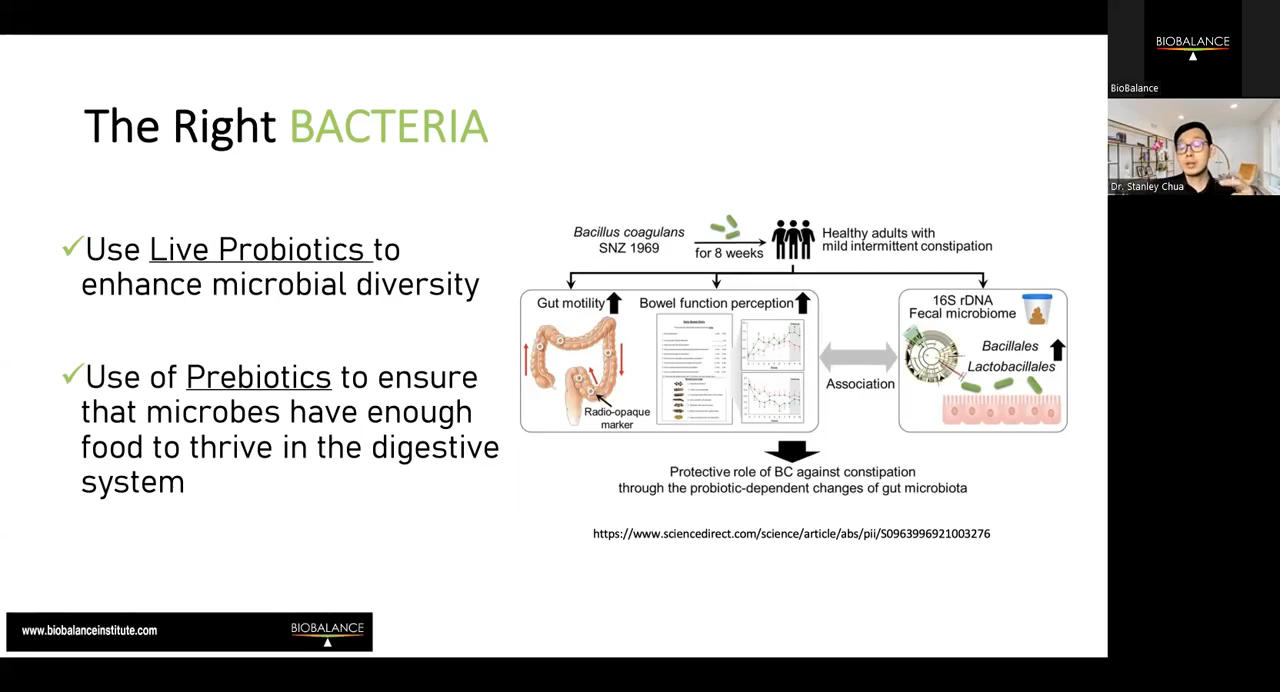 The Right BACTERIA
✓Use Live Probiotics to
enhance microbial diversity
✓Use of Prebiotics to ensure
that microbes have enough
food to thrive in the digestive
system
Bacillus coagulans
SNZ 1969
for 8 weeks
Healthy adults with
mild intermittent constipation
Gut motility
Bowel function perception
Radio-opaque
marker
Association
16S rDNA
Fecal microbiome
Bacillales
Lactobacillales
Protective role of BC against constipation
through the probiotic-dependent changes of gut microbiota
https://www.sciencedirect.com/science/article/abs/pii/S0963996921003276
www.biobalanceinstitute.com
BIOBALANCE
BIOBALANCE
BioBalance
Dr. Stanley Chua